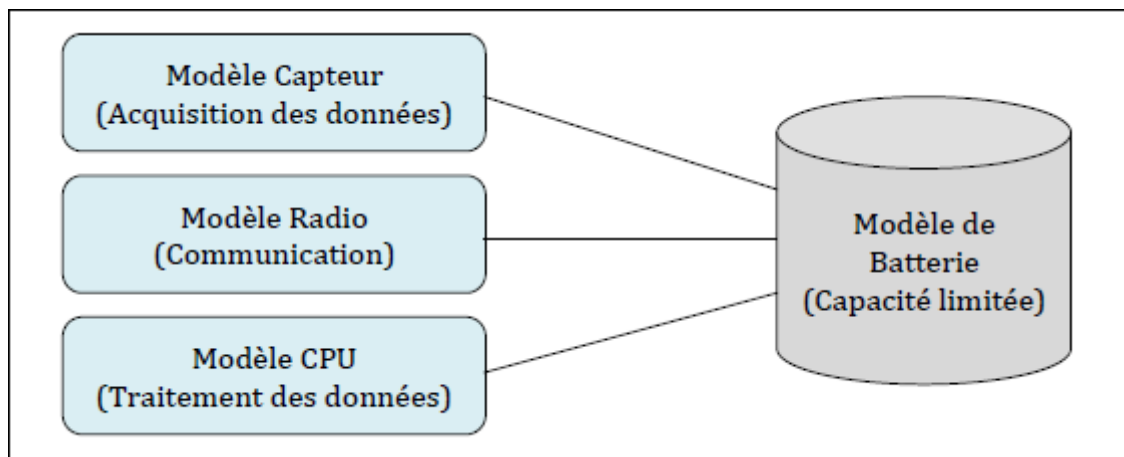 Modèle Capteur
(Acquisition des données)
Modèle Radio
(Communication)
Modèle CPU
(Traitement des données)
Modèle de
Batterie
(Capacité limitée)